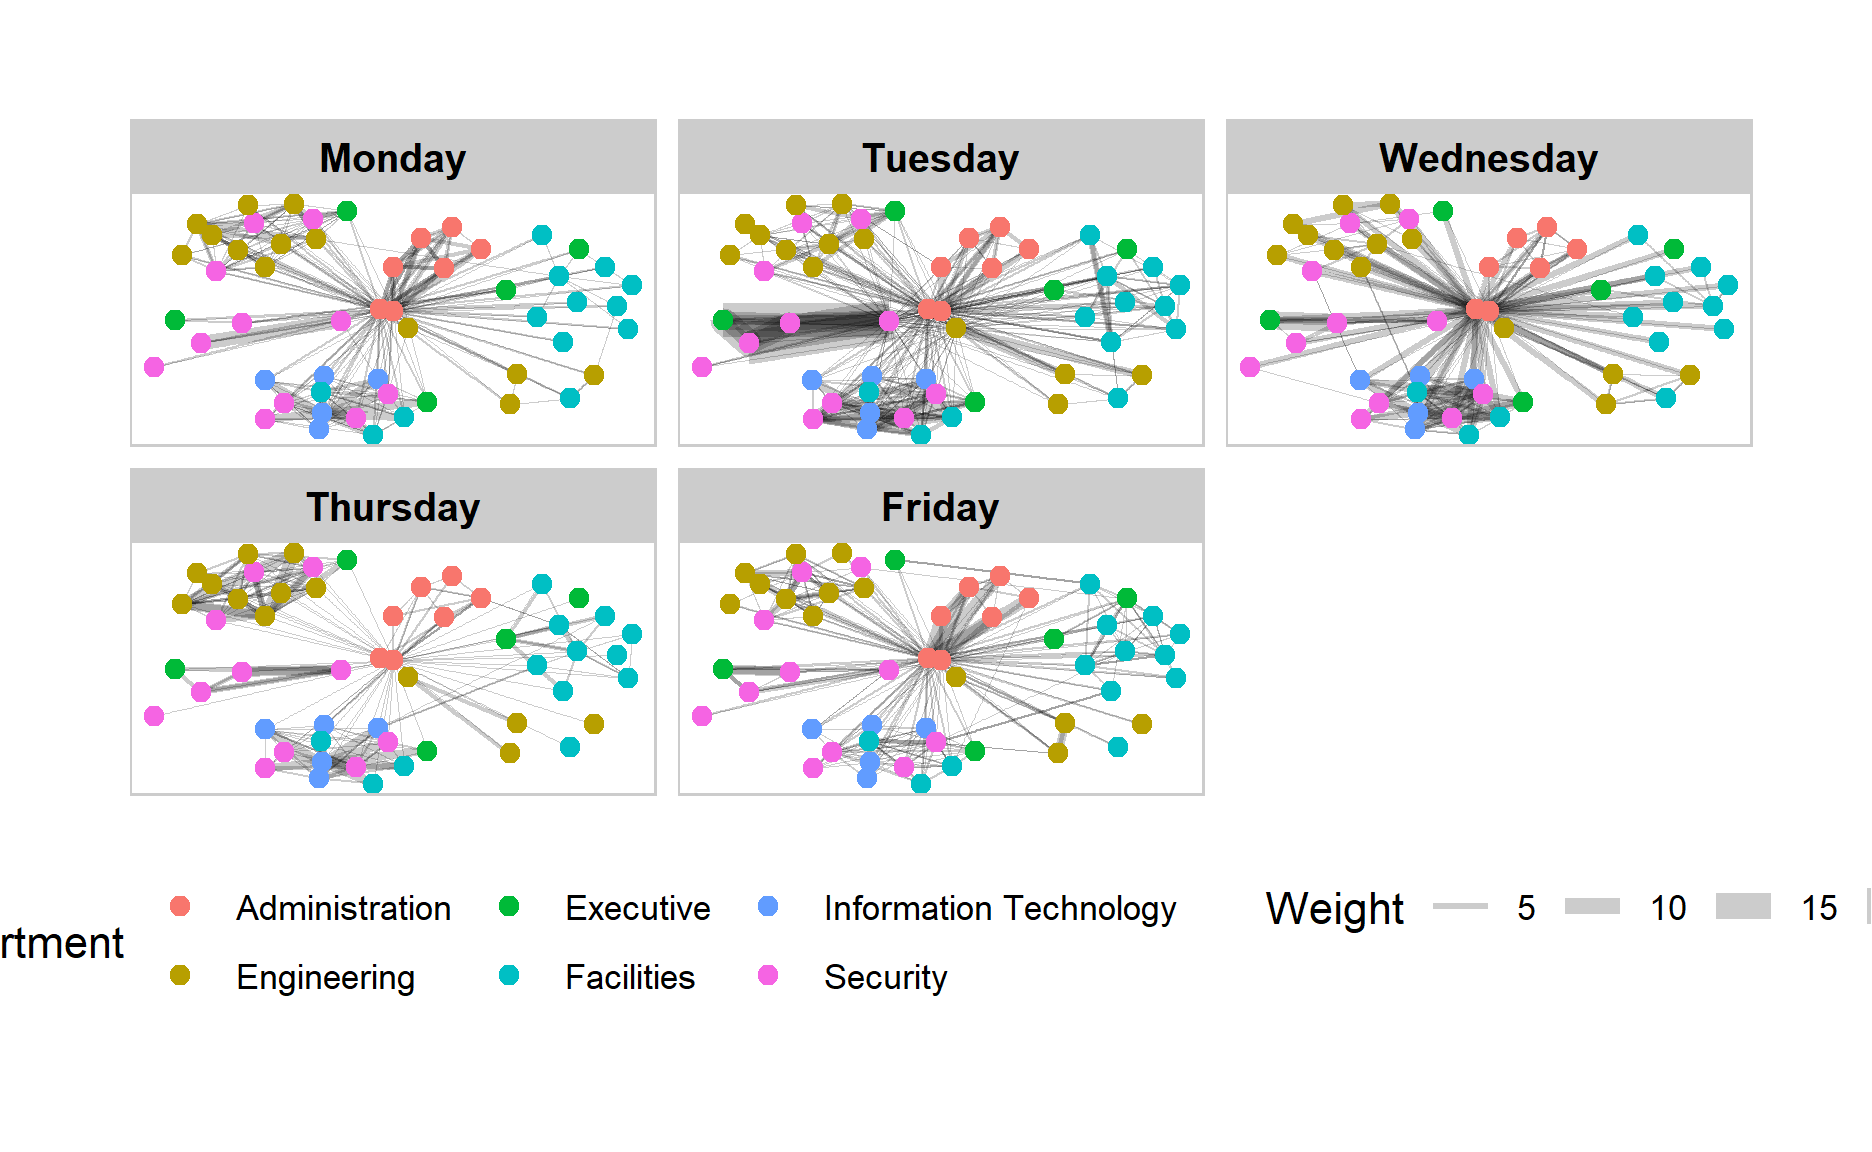 Monday
Tuesday
Wednesday
Thursday
Friday
rtment
Administration
Executive
Information Technology
Engineering
Facilities
Security
Weight
5
10
15